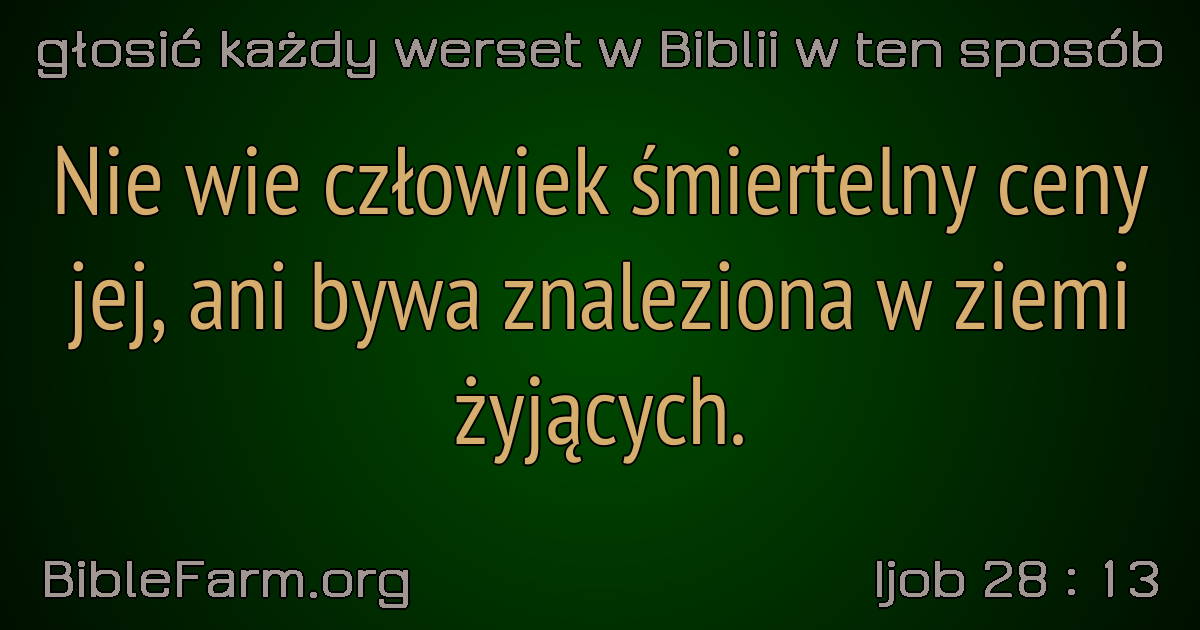 głosić każdy werset w Biblii w ten sposób
Nie wie człowiek śmiertelny ceny
jej, ani bywa znaleziona w ziemi
żyjących.
BibleFarm.org
Ijob 28 : 13